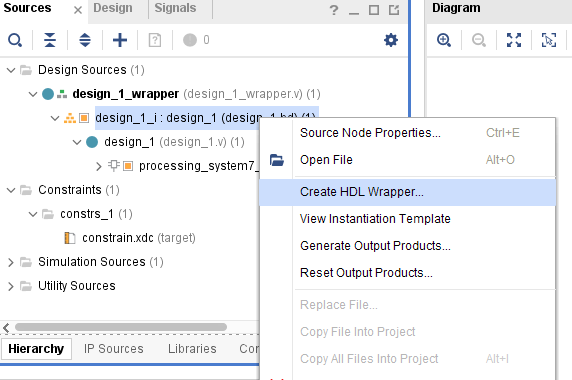 Sources
Design
Signals
Diagram
0
Design Sources (1)
design_1_wrapper (design_1_wrapper.v) (1)
design_1_i : design_1 (design_1.bd) (1)
design_1 (design_1.v) (1)
processing_system7_
Constraints (1)
constrs_1 (1)
constrain.xdc (target)
Simulation Sources (1)
Utility Sources
Hierarchy
IP Sources
Libraries
Source Node Properties... Ctrl+E
Open File Alt+O
Create HDL Wrapper...
View Instantiation Template
Generate Output Products...
Reset Output Products...
Replace File...
Copy File Into Project
Copy All Files Into Project Alt+I